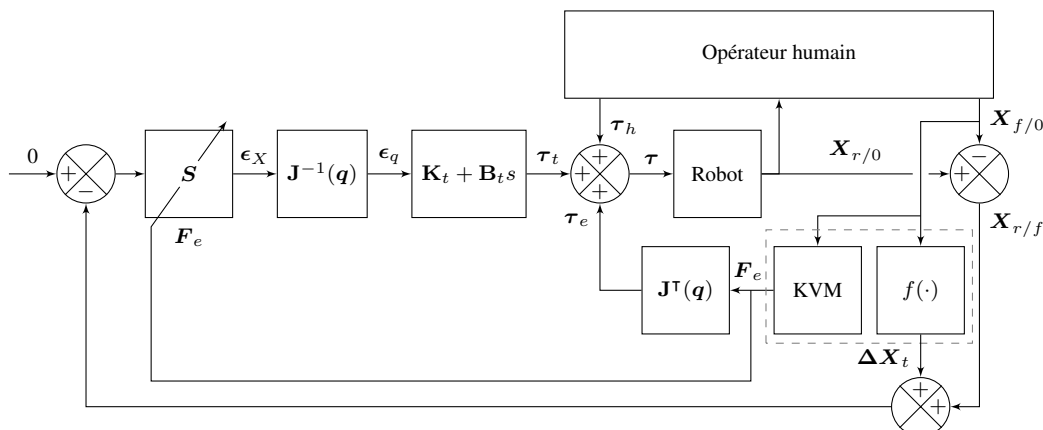 Opérateur humain
0
+
−
S
F_e
ϵ_X
J⁻¹(q)
ϵ_q
K_t + B_t s
τ_t
τ_h
+
+
+
τ_e
τ
Robot
X_{r/0}
X_{f/0}
−
+
X_{r/f}
J^⊤(q)
F_e
KVM
f(·)
ΔX_t
+
+